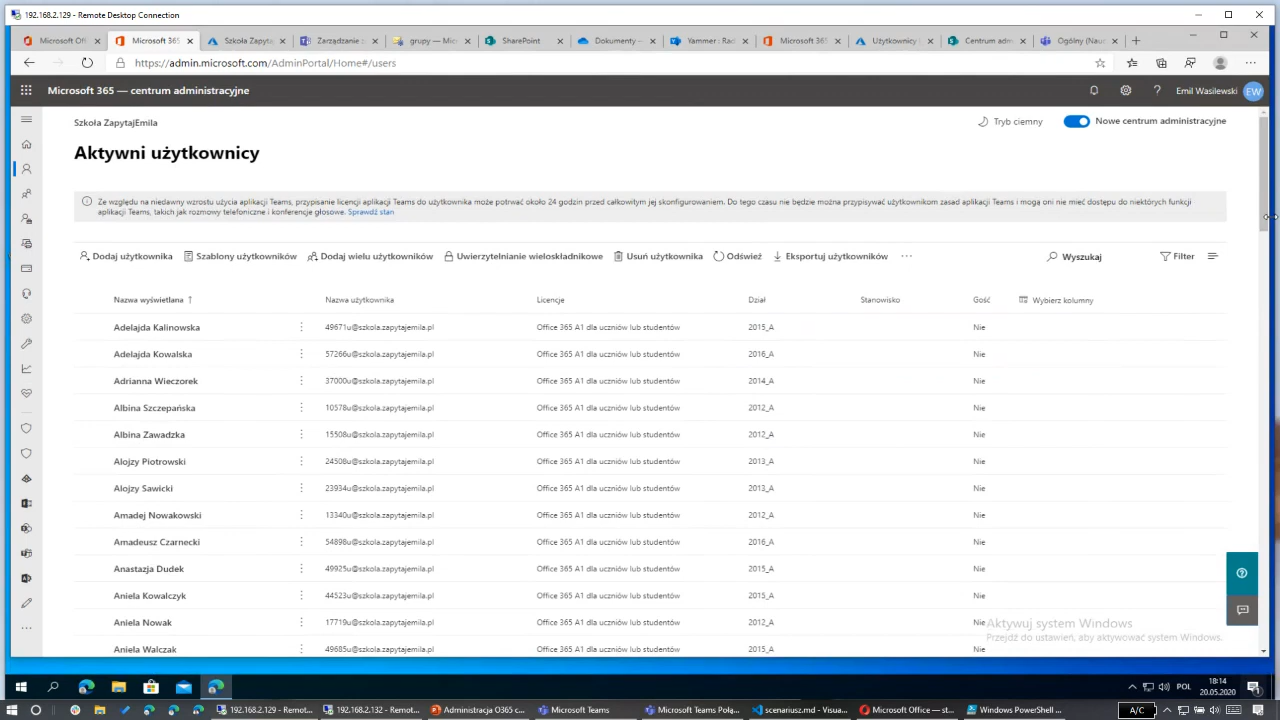 192.168.2.129 - Remote Desktop Connection
Microsoft Off
Microsoft 365
Szkoła Zapytaj
Zarządzanie
grupy — Mic
SharePoint
Dokumenty —
Yammer : Rad
Microsoft 365
Użytkownicy
Centrum adm
Ogólny (Nauc
https://admin.microsoft.com/AdminPortal/Home#/users
Microsoft 365 — centrum administracyjne
Emil Wasilewski EW
Szkoła ZapytajEmila
Tryb ciemny
Nowe centrum administracyjne
Aktywni użytkownicy
Ze względu na niedawny wzrostu użycia aplikacji Teams, przypisanie licencji aplikacji Teams do użytkownika może potrwać około 24 godzin przed całkowitym jej skonfigurowaniem. Do tego czasu nie będzie można przypisywać użytkownikom zasad aplikacji Teams i mogą oni nie mieć dostępu do niektórych funkcji
aplikacji Teams, takich jak rozmowy telefoniczne i konferencje głosowe. Sprawdź stan
Dodaj użytkownika
Szablony użytkowników
Dodaj wielu użytkowników
Uwierzytelnianie wieloskładnikowe
Usuń użytkownika
Odśwież
Eksportuj użytkowników
Wyszukaj
Filter
Nazwa wyświetlana ↑ Nazwa użytkownika Licencje Dział Stanowisko Gość Wybierz kolumny
Adelajda Kalinowska 49671u@szkola.zapytajemila.pl Office 365 A1 dla uczniów lub studentów 2015_A Nie
Adelajda Kowalska 57266u@szkola.zapytajemila.pl Office 365 A1 dla uczniów lub studentów 2016_A Nie
Adrianna Wieczorek 37000u@szkola.zapytajemila.pl Office 365 A1 dla uczniów lub studentów 2014_A Nie
Albina Szczepańska 10578u@szkola.zapytajemila.pl Office 365 A1 dla uczniów lub studentów 2012_A Nie
Albina Zawadzka 15508u@szkola.zapytajemila.pl Office 365 A1 dla uczniów lub studentów 2012_A Nie
Alojzy Piotrowski 24508u@szkola.zapytajemila.pl Office 365 A1 dla uczniów lub studentów 2013_A Nie
Alojzy Sawicki 23934u@szkola.zapytajemila.pl Office 365 A1 dla uczniów lub studentów 2013_A Nie
Amadej Nowakowski 13340u@szkola.zapytajemila.pl Office 365 A1 dla uczniów lub studentów 2012_A Nie
Amadeusz Czarnecki 54898u@szkola.zapytajemila.pl Office 365 A1 dla uczniów lub studentów 2016_A Nie
Anastazja Dudek 49925u@szkola.zapytajemila.pl Office 365 A1 dla uczniów lub studentów 2015_A Nie
Aniela Kowalczyk 44523u@szkola.zapytajemila.pl Office 365 A1 dla uczniów lub studentów 2015_A Nie
Aniela Nowak 17719u@szkola.zapytajemila.pl Office 365 A1 dla uczniów lub studentów 2012_A Nie
Aniela Walczak 49685u@szkola.zapytajemila.pl Office 365 A1 dla uczniów lub studentów 2015_A Nie
Aktywuj system Windows
Przejdź do ustawień, aby aktywować system Windows.
POL
18:14
20.05.2020
192.168.2.129 - Remot...
192.168.2.132 - Remot...
Administracja O365 c...
Microsoft Teams
Microsoft Teams Połą...
scenariusz.md - Visua...
Microsoft Office — st...
Windows PowerShell ...
A/C